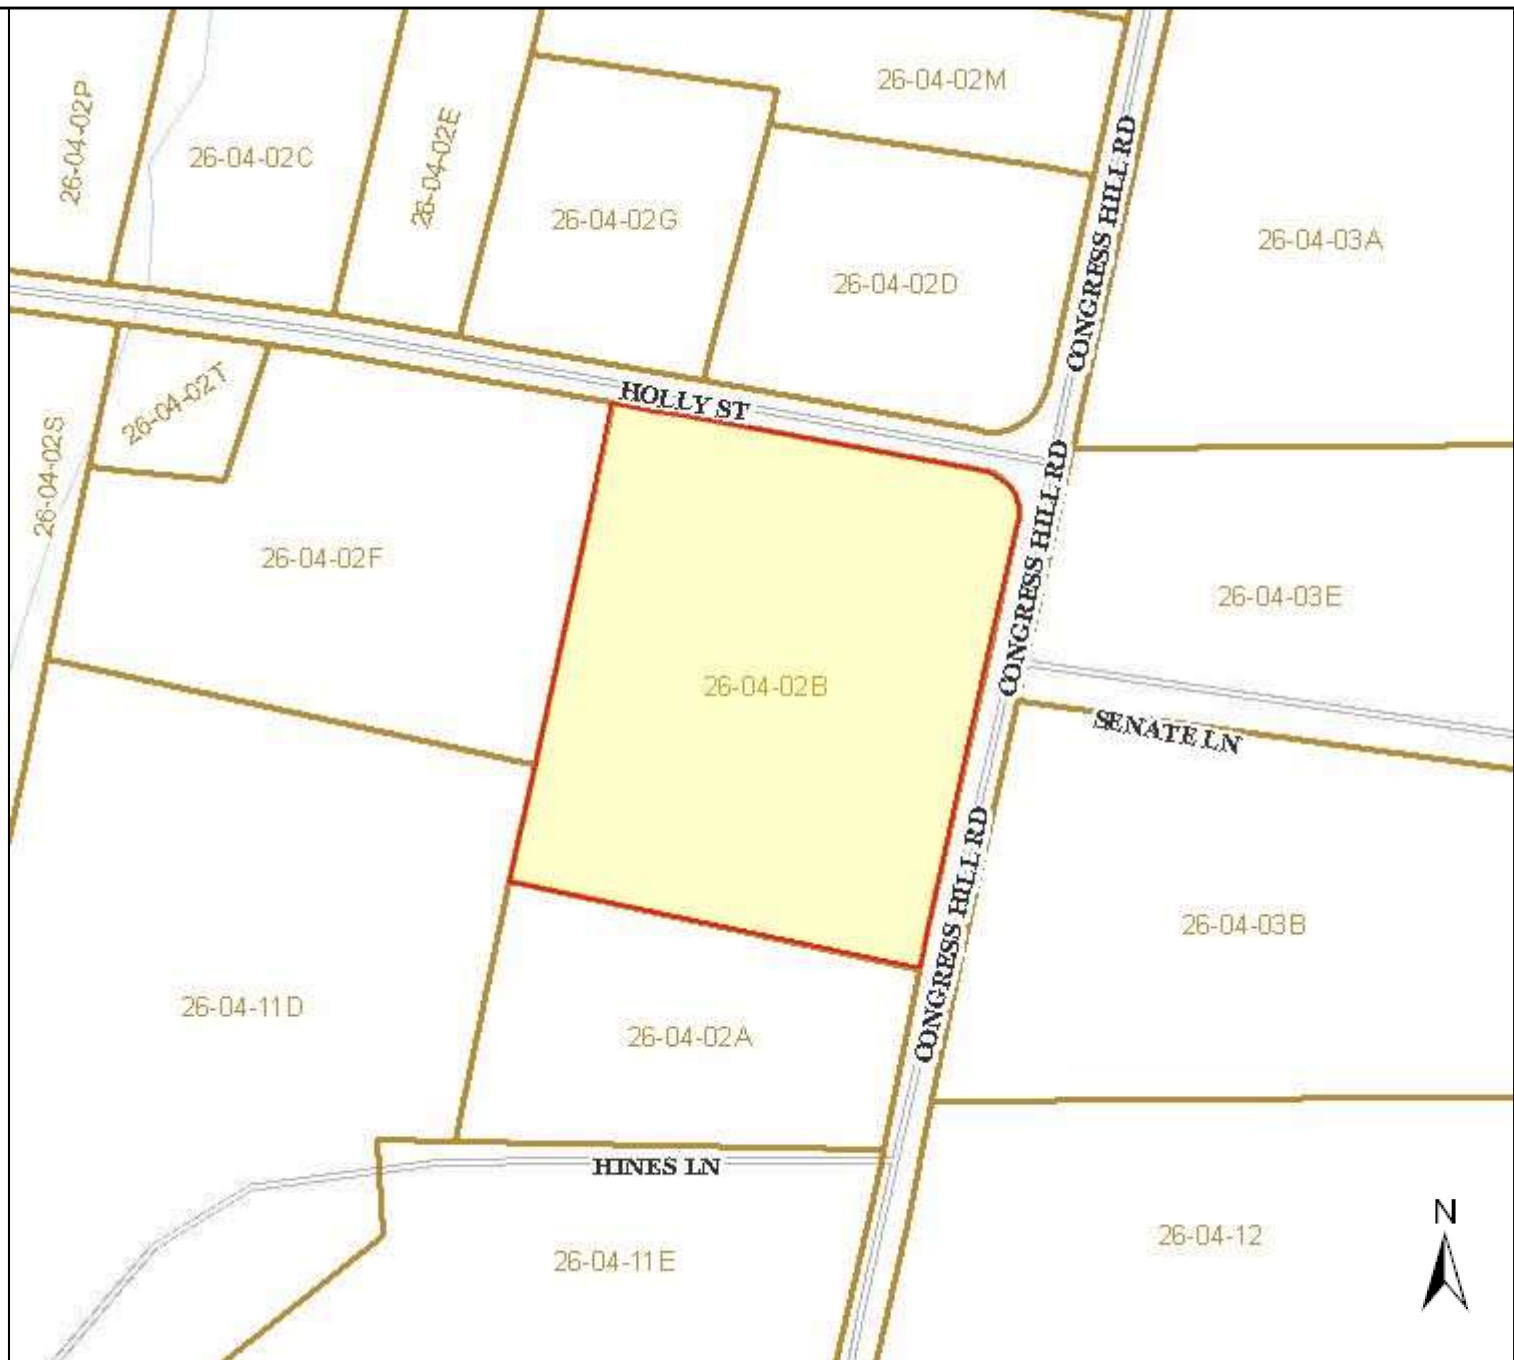 26-04-02M
26-04-02P
26-04-02C
26-04-02E
26-04-02G
26-04-02D
CONGRESS HILL RD
26-04-03A
HOLLY ST
26-04-02T
26-04-02S
26-04-02F
CONGRESS HILL RD
26-04-03E
26-04-02B
SENATE LN
CONGRESS HILL RD
26-04-03B
26-04-11D
26-04-02A
HINES LN
26-04-11E
26-04-12
N